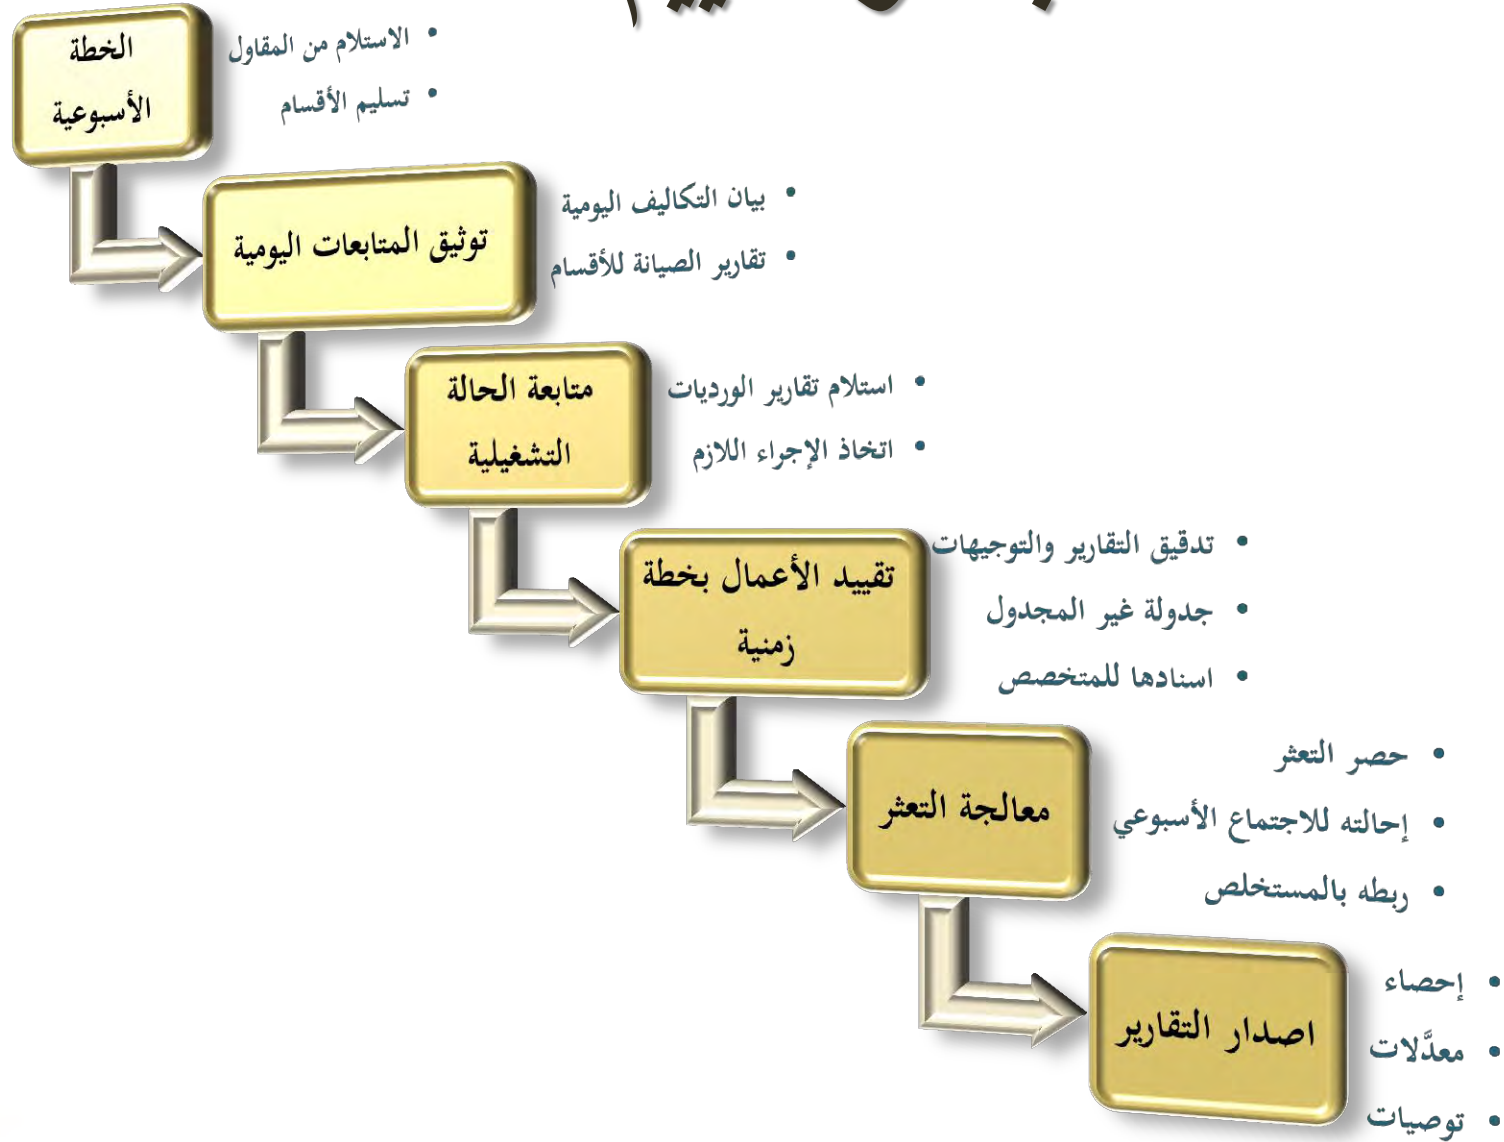 الخطة
الأسبوعية
الاستلام من المقاول
تسليم الأقسام
توثيق المتابعات اليومية
بيان التكاليف اليومية
تقارير الصيانة للأقسام
متابعة الحالة
التشغيلية
استلام تقارير الورديات
اتخاذ الإجراء اللازم
تقييد الأعمال بخطة
زمنية
تدقيق التقارير والتوجيهات
جدولة غير المجدول
اسنادها للمتخصص
معالجة التعثر
حصر التعثر
إحالته للاجتماع الأسبوعي
ربطه بالمستخلص
اصدار التقارير
إحصاء
معدَّلات
توصيات